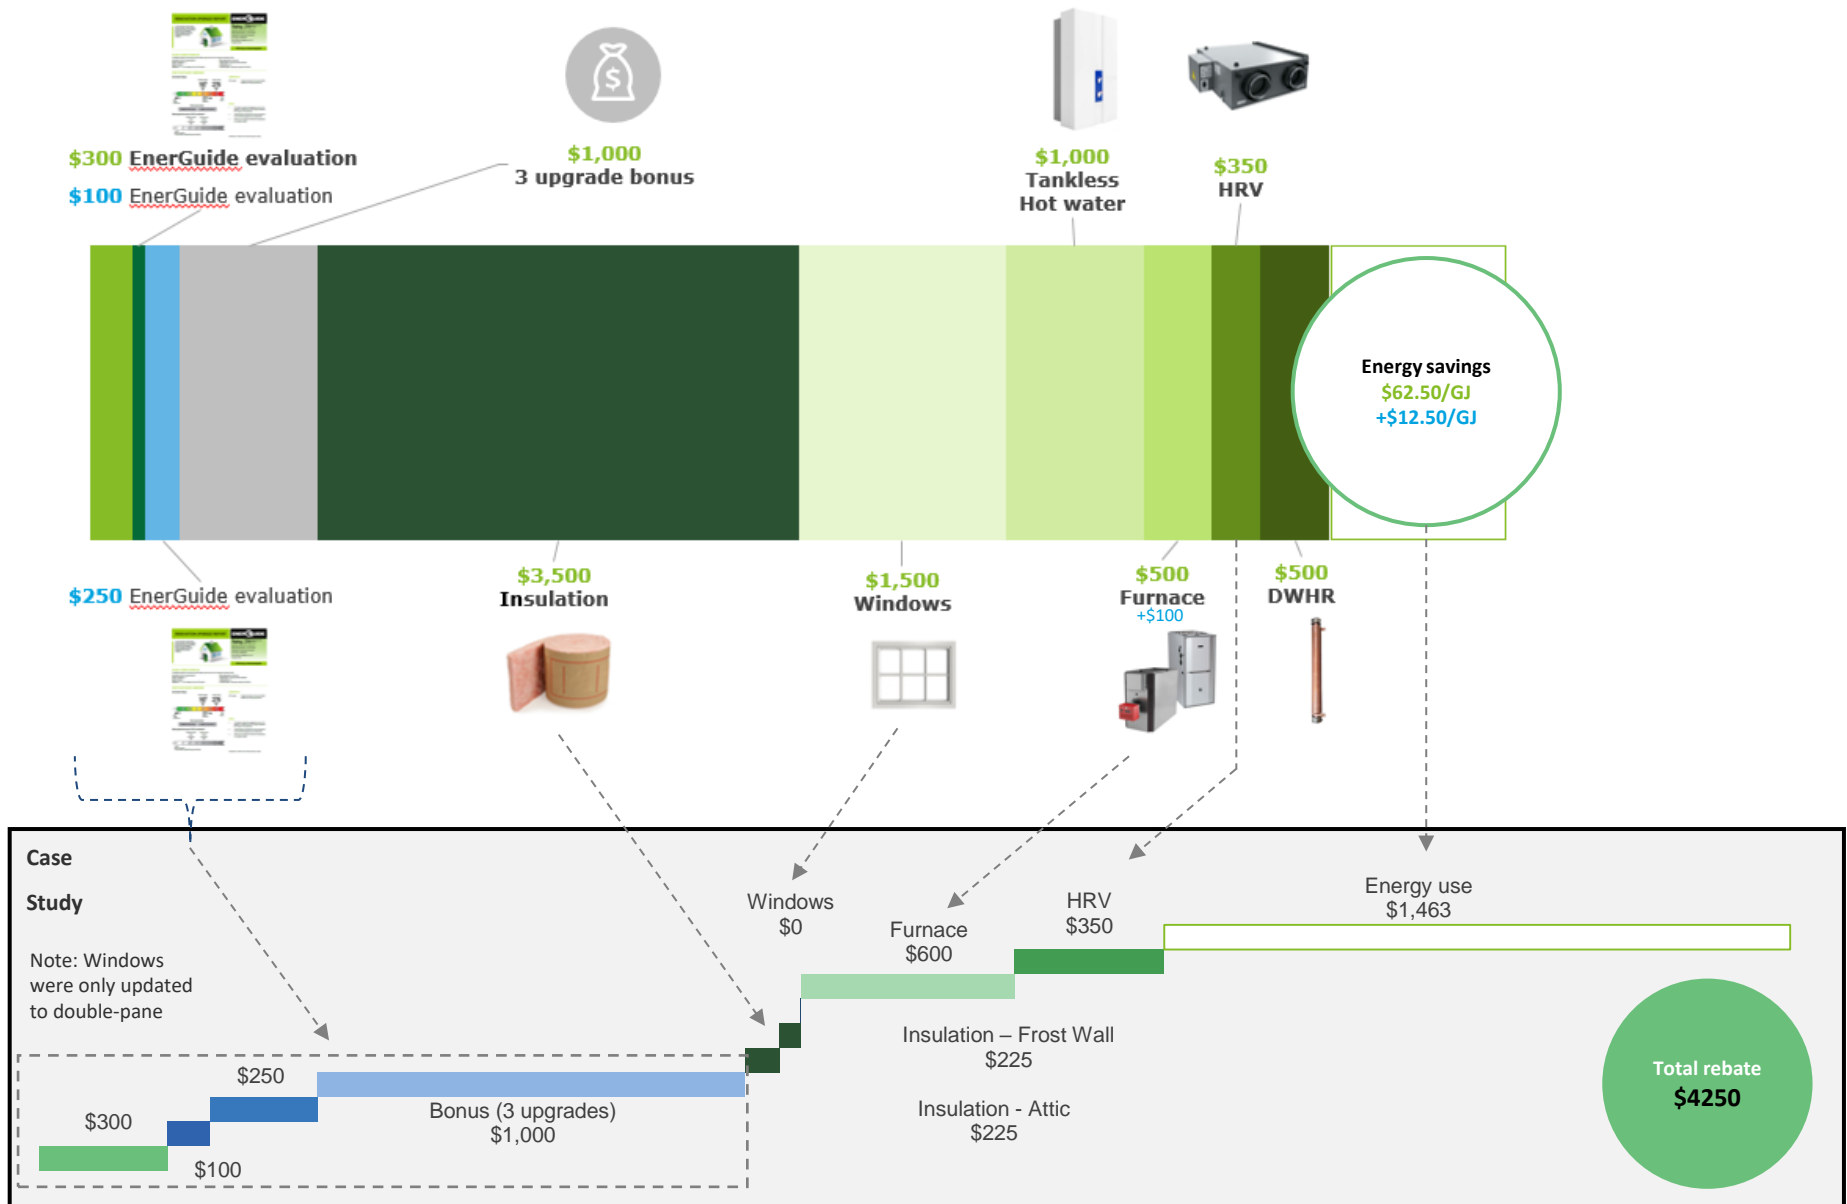 $300 EnerGuide evaluation
$100 EnerGuide evaluation
$
$1,000
3 upgrade bonus
$1,000
Tankless
Hot water
$350
HRV
Energy savings
$62.50/GJ
+$12.50/GJ
$250 EnerGuide evaluation
$3,500
Insulation
$1,500
Windows
$500
Furnace
+$100
$500
DWHR
Case
Study
Note: Windows
were only updated
to double-pane
Windows
$0
Furnace
$600
HRV
$350
Energy use
$1,463
Insulation – Frost Wall
$225
Insulation - Attic
$225
$300
$100
$250
Bonus (3 upgrades)
$1,000
Total rebate
$4250